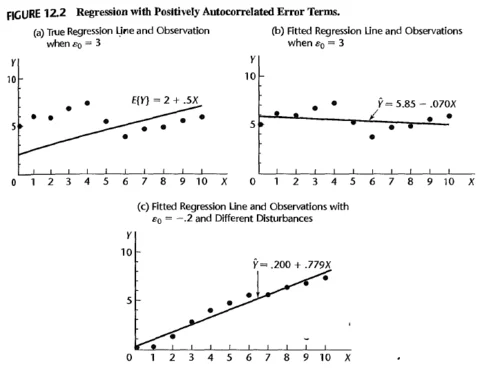 FIGURE 12.2 Regression with Positively Autocorrelated Error Terms.
(a) True Regression Line and Observation
when ε₀ = 3
(b) Fitted Regression Line and Observations
when ε₀ = 3
Y
10
5
E{Y} = 2 + .5X
0 1 2 3 4 5 6 7 8 9 10 X
Y
10
5
Ŷ = 5.85 - .070X
0 1 2 3 4 5 6 7 8 9 10 X
(c) Fitted Regression Line and Observations with
ε₀ = -.2 and Different Disturbances
Y
10
5
Ŷ = .200 + .779X
0 1 2 3 4 5 6 7 8 9 10 X